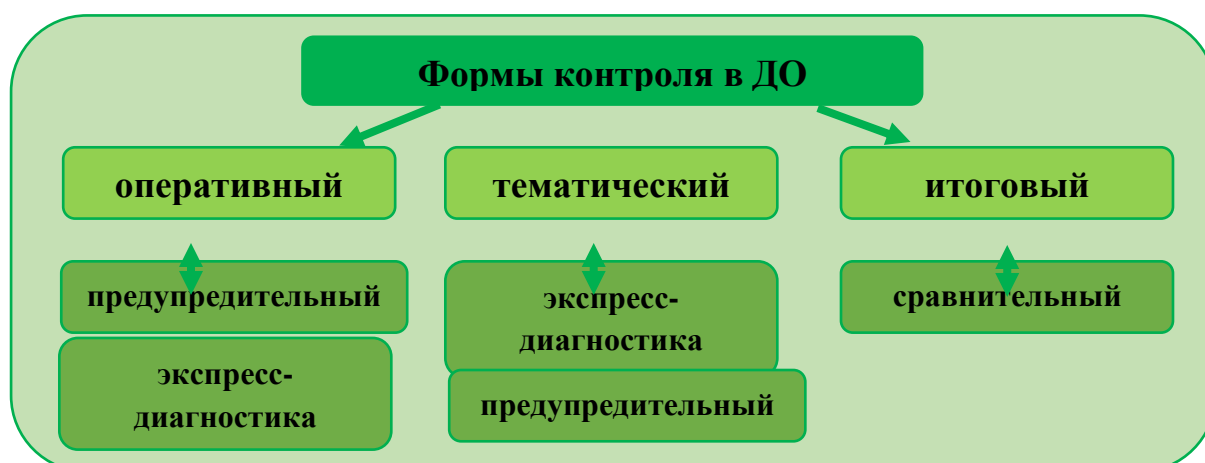 Формы контроля в ДО
оперативный
тематический
итоговый
предупредительный
экспресс-
диагностика
экспресс-
диагностика
предупредительный
сравнительный